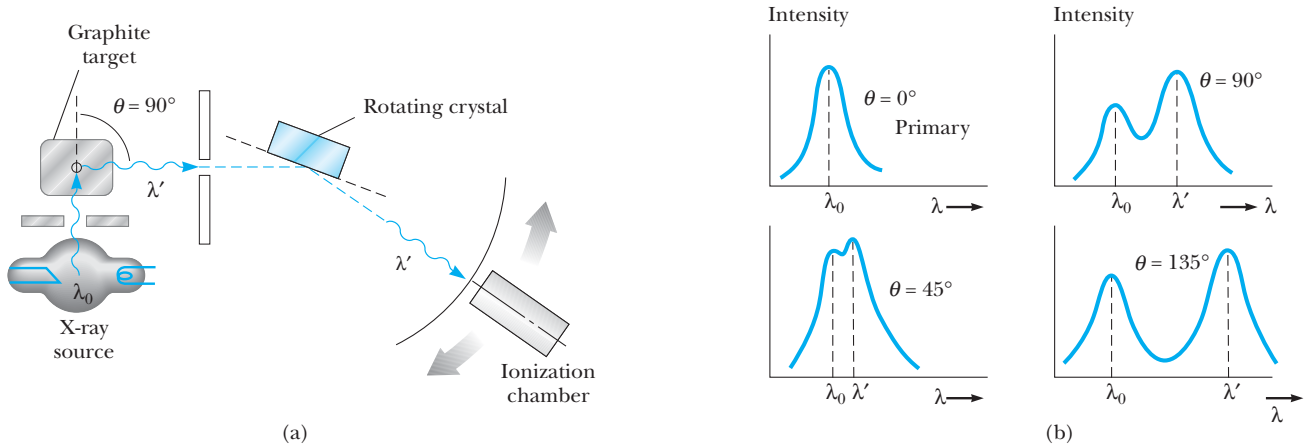 Graphite
target
θ = 90°
Rotating crystal
λ′
λ0
X-ray
source
λ′
Ionization
chamber
(a)
Intensity
θ = 0°
Primary
λ0
λ
Intensity
θ = 90°
λ0
λ′
λ
θ = 45°
λ0
λ′
λ
θ = 135°
λ0
λ′
λ
(b)